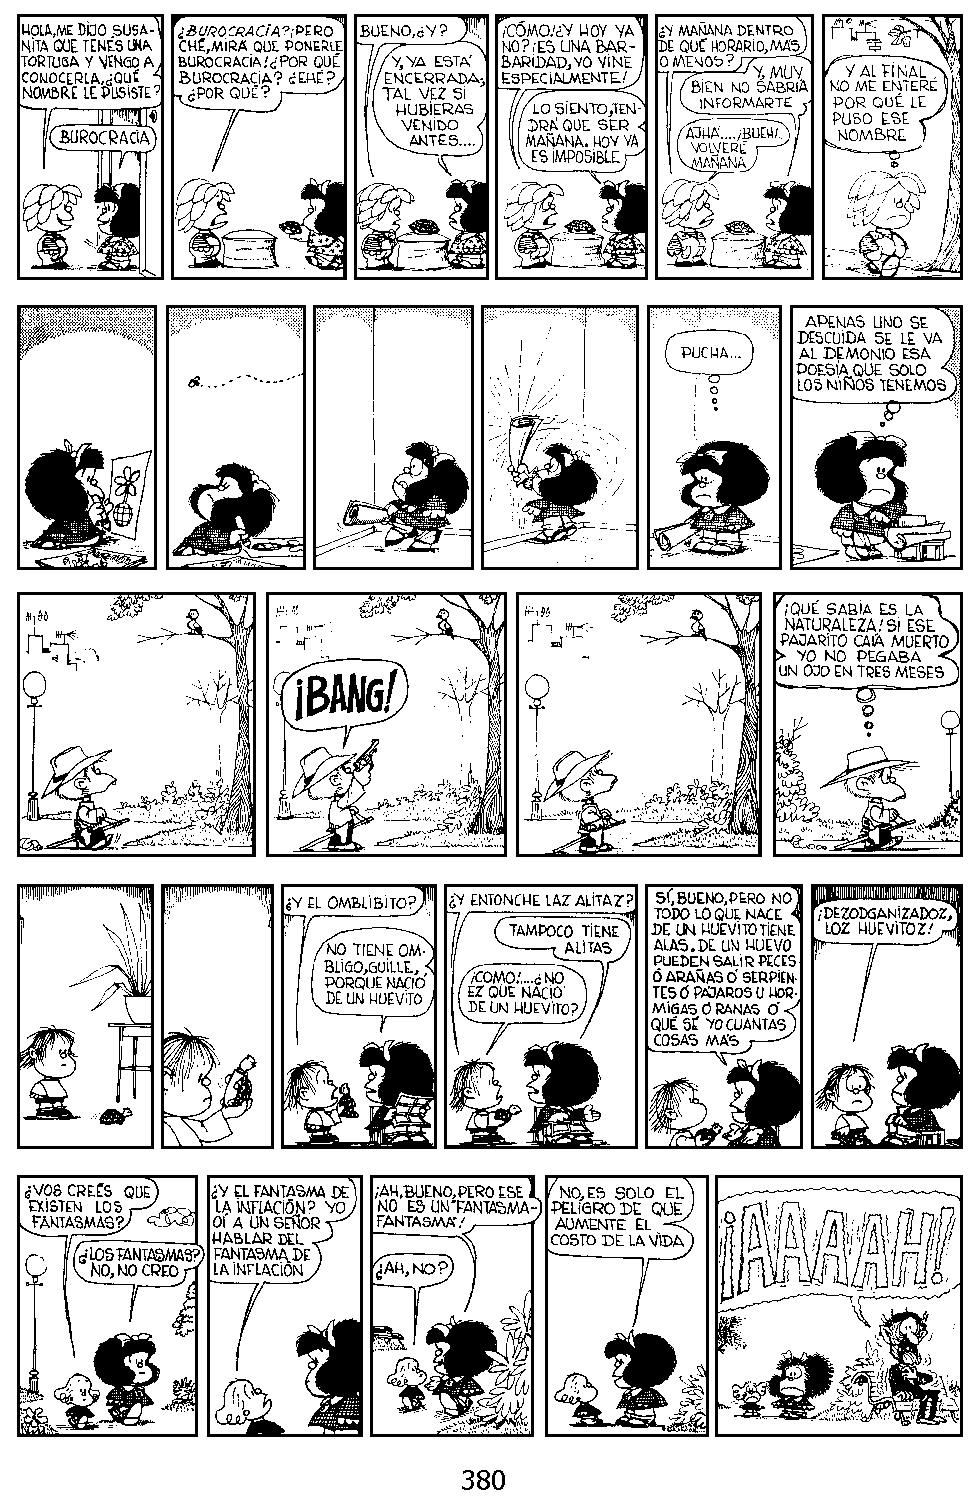 HOLA, ME DIJO SUSA-
NITA QUE TENÉS UNA
TORTUGA Y VENGO A
CONOCERLA, ¿QUÉ
NOMBRE LE PUSISTE?
BUROCRACIA
¿BUROCRACIA?¡PERO
CHÉ, MIRÁ QUE PONERLE
BUROCRACIA!¿POR QUÉ
BUROCRACIA? ¿EHÉ?
¿POR QUÉ?
BUENO, ¿Y?
Y, YA ESTÁ
ENCERRADA;
TAL VEZ SI
HUBIERAS
VENIDO
ANTES....
¡CÓMO!¿Y HOY YA
NO?¡ES UNA BAR-
BARIDAD, YO VINE
ESPECIALMENTE!
LO SIENTO, TEN-
DRÁ QUE SER
MAÑANA. HOY YA
ES IMPOSIBLE
¿Y MAÑANA DENTRO
DE QUÉ HORARIO, MÁS
O MENOS?
Y, MUY
BIEN NO SABRÍA
INFORMARTE
AJHÁ..../BUEH!.
VOLVERÉ
MAÑANA
Y AL FINAL
NO ME ENTERÉ
POR QUÉ LE
PUSO ESE
NOMBRE
PUCHA...
APENAS UNO SE
DESCUIDA SE LE VA
AL DEMONIO ESA
POESÍA QUE SOLO
LOS NIÑOS TENEMOS
¡BANG!
¡QUÉ SABIA ES LA
NATURALEZA! SI ESE
PAJARITO CAÍA MUERTO
YO NO PEGABA
UN OJO EN TRES MESES
¿Y EL OMBLIBITO?
NO TIENE OM-
BLIGO, GUILLE,
PORQUE NACIÓ
DE UN HUEVITO
¿Y ENTONCHE LAZ ALITAZ?
TAMPOCO TIENE
ALITAS
¡COMO!....¿NO
EZ QUE NACIÓ
DE UN HUEVITO?
SÍ, BUENO, PERO NO
TODO LO QUE NACE
DE UN HUEVITO TIENE
ALAS. DE UN HUEVO
PUEDEN SALIR PECES
Ó ARAÑAS Ó SERPIEN-
TES Ó PÁJAROS U HOR-
MIGAS Ó RANAS Ó
QUÉ SÉ YO CUANTAS
COSAS MÁS
¡DEZODGANIZADOZ,
LOZ HUEVITOZ!
¿VOS CREÉS QUE
EXISTEN LOS
FANTASMAS?
¿LOS FANTASMAS?
NO, NO CREO
¿Y EL FANTASMA DE
LA INFLACIÓN? YO
OÍ A UN SEÑOR
HABLAR DEL
FANTASMA DE
LA INFLACIÓN
¡AH, BUENO, PERO ESE
NO ES UN "FANTASMA-
FANTASMA"!
¿AH, NO?
NO, ES SOLO EL
PELIGRO DE QUE
AUMENTE EL
COSTO DE LA VIDA
¡AAAAAH!!
380